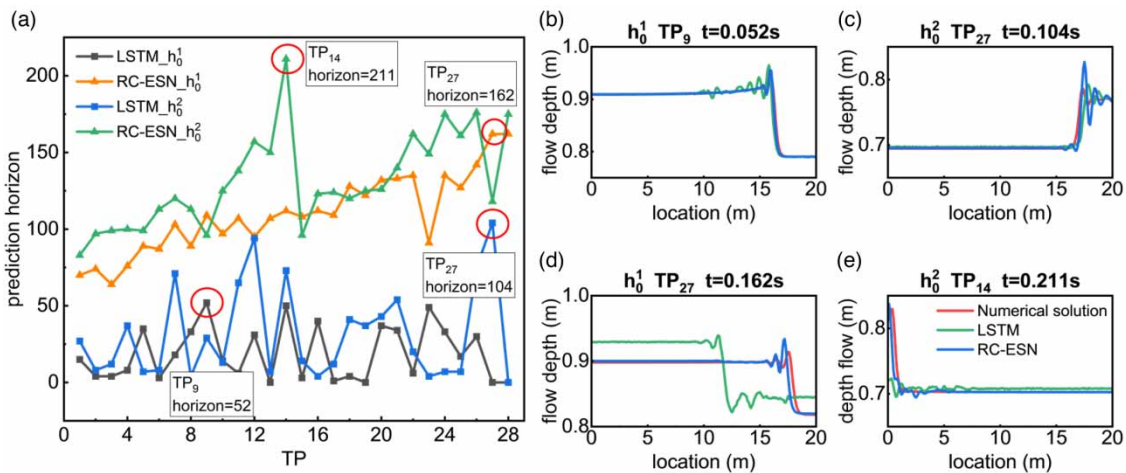 (a)
prediction horizon
200
150
100
50
0
LSTM_h₀¹
RC-ESN_h₀¹
LSTM_h₀²
RC-ESN_h₀²
TP₁₄
horizon=211
TP₂₇
horizon=162
TP₂₇
horizon=104
TP₉
horizon=52
0 4 8 12 16 20 24 28
TP
(b)
h₀¹ TP₉ t=0.052s
flow depth (m)
1.0
0.9
0.8
0 5 10 15 20
location (m)
(c)
h₀² TP₂₇ t=0.104s
flow depth (m)
0.8
0.7
0 5 10 15 20
location (m)
(d)
h₀¹ TP₂₇ t=0.162s
flow depth (m)
1.0
0.9
0.8
0 5 10 15 20
location (m)
(e)
h₀² TP₁₄ t=0.211s
depth flow (m)
0.8
0.7
Numerical solution
LSTM
RC-ESN
0 5 10 15 20
location (m)